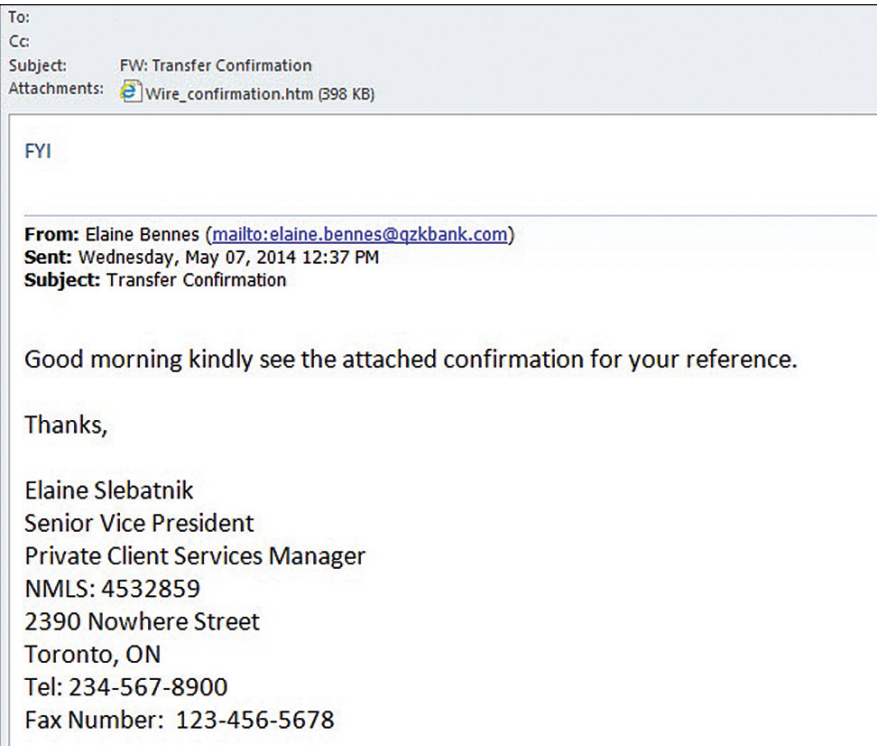 To:
Cc:
Subject: FW: Transfer Confirmation
Attachments: Wire_confirmation.htm (398 KB)
FYI
From: Elaine Bennes (mailto:elaine.bennes@qzkbank.com)
Sent: Wednesday, May 07, 2014 12:37 PM
Subject: Transfer Confirmation
Good morning kindly see the attached confirmation for your reference.
Thanks,
Elaine Slebatnik
Senior Vice President
Private Client Services Manager
NMLS: 4532859
2390 Nowhere Street
Toronto, ON
Tel: 234-567-8900
Fax Number: 123-456-5678